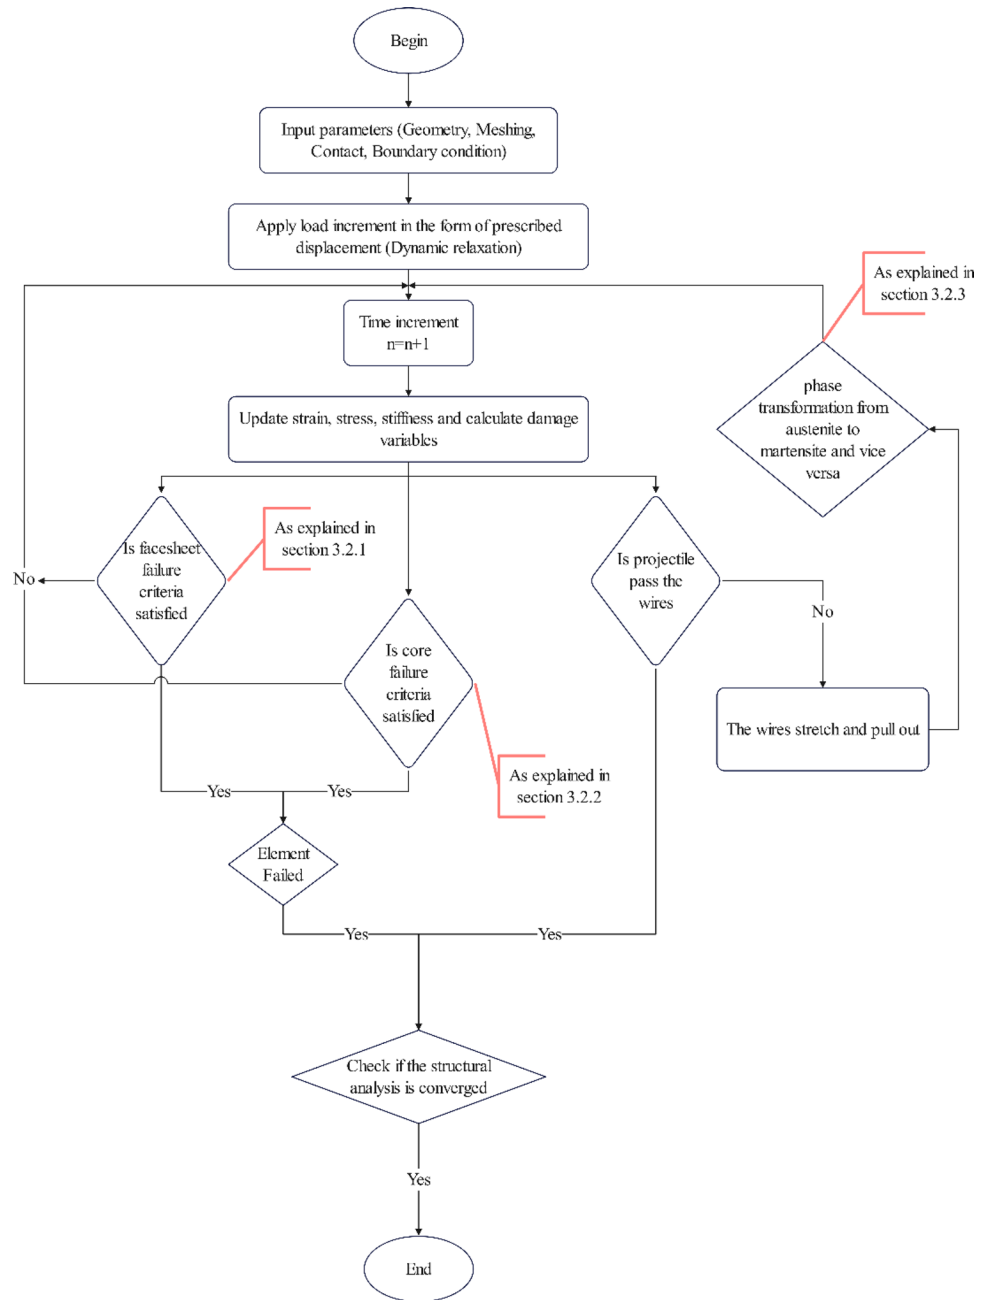 Begin
Input parameters (Geometry, Meshing,
Contact, Boundary condition)
Apply load increment in the form of prescribed
displacement (Dynamic relaxation)
As explained in
section 3.2.3
Time increment
n=n+1
phase
transformation from
austenite to
martensite and vice
versa
Update strain, stress, stiffness and calculate damage
variables
As explained in
section 3.2.1
Is facesheet
failure
criteria
satisfied
No
Is projectile
pass the
wires
No
Is core
failure
criteria
satisfied
The wires stretch and pull out
As explained in
section 3.2.2
Yes
Yes
Element
Failed
Yes
Yes
Check if the structural
analysis is converged
Yes
End